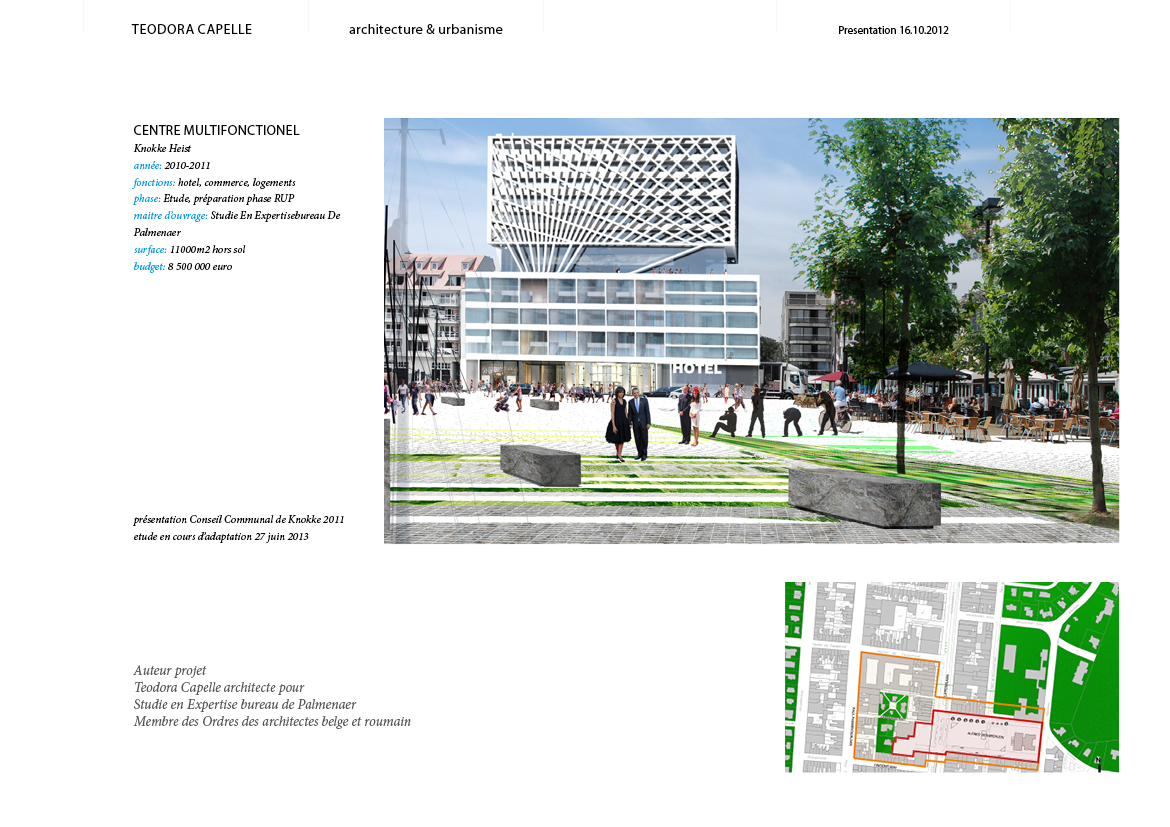 TEODORA CAPELLE
architecture & urbanisme
Presentation 16.10.2012
CENTRE MULTIFONCTIONEL
Knokke Heist
année: 2010-2011
fonctions: hotel, commerce, logements
phase: Etude, préparation phase RUP
maitre d'ouvrage: Studie En Expertisebureau De
Palmenaer
surface: 11000m2 hors sol
budget: 8 500 000 euro
HOTEL
présentation Conseil Communal de Knokke 2011
etude en cours d'adaptation 27 juin 2013
Auteur projet
Teodora Capelle architecte pour
Studie en Expertise bureau de Palmenaer
Membre des Ordres des architectes belge et roumain